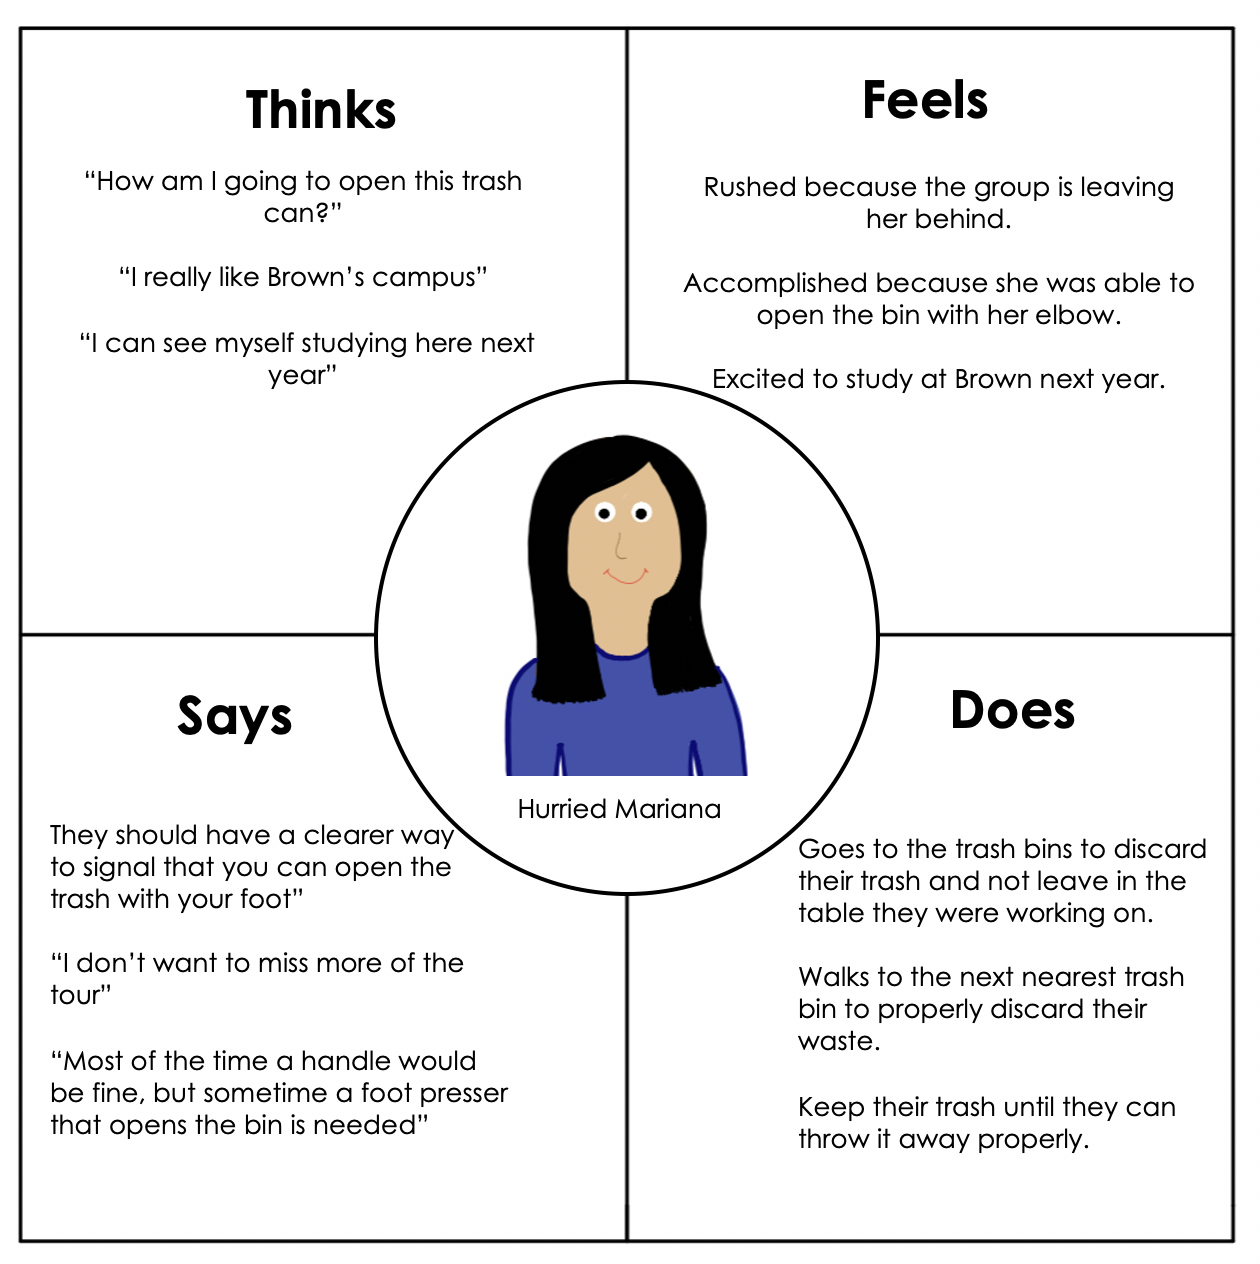 Thinks
“How am I going to open this trash
can?”
“I really like Brown’s campus”
“I can see myself studying here next
year”
Feels
Rushed because the group is leaving
her behind.
Accomplished because she was able to
open the bin with her elbow.
Excited to study at Brown next year.
Hurried Mariana
Says
They should have a clearer way
to signal that you can open the
trash with your foot”
“I don’t want to miss more of the
tour”
“Most of the time a handle would
be fine, but sometime a foot presser
that opens the bin is needed”
Does
Goes to the trash bins to discard
their trash and not leave in the
table they were working on.
Walks to the next nearest trash
bin to properly discard their
waste.
Keep their trash until they can
throw it away properly.